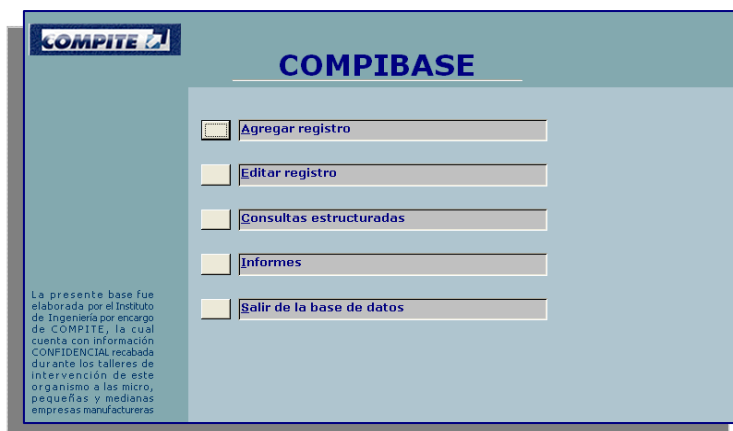 COMPITE
COMPIBASE
Agregar registro
Editar registro
Consultas estructuradas
Informes
Salir de la base de datos
La presente base fue
elaborada por el Instituto
de Ingeniería por encargo
de COMPITE, la cual
cuenta con información
CONFIDENCIAL recabada
durante los talleres de
intervención de este
organismo a las micro,
pequeñas y medianas
empresas manufactureras